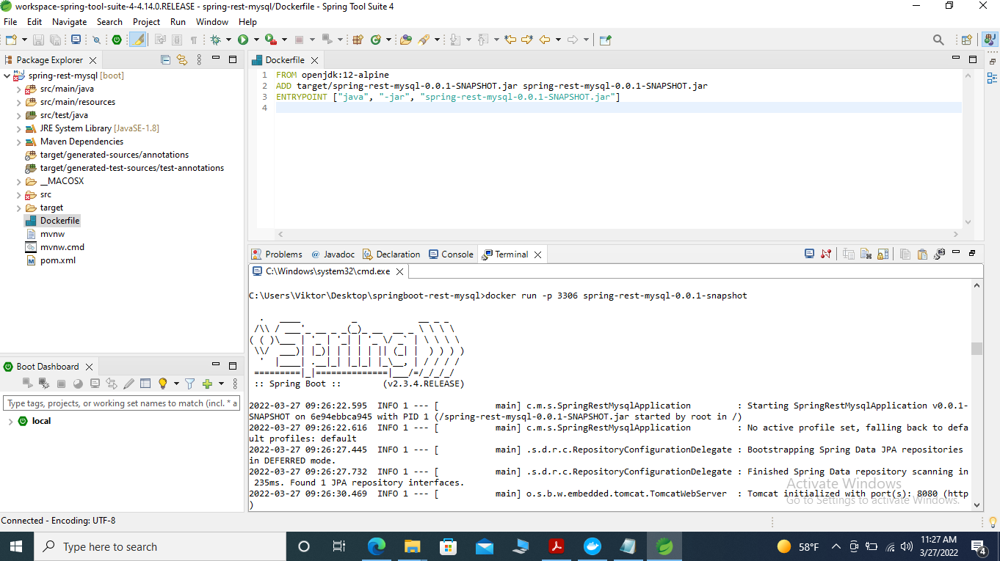 workspace-spring-tool-suite-4-4.14.0.RELEASE - spring-rest-mysql/Dockerfile - Spring Tool Suite 4
File Edit Navigate Search Project Run Window Help
Package Explorer
spring-rest-mysql [boot]
src/main/java
src/main/resources
src/test/java
JRE System Library [JavaSE-1.8]
Maven Dependencies
target/generated-sources/annotations
target/generated-test-sources/test-annotations
__MACOSX
src
target
Dockerfile
mvnw
mvnw.cmd
pom.xml
Boot Dashboard
Type tags, projects, or working set names to match (incl. * a
local
Dockerfile
1 FROM openjdk:12-alpine
2 ADD target/spring-rest-mysql-0.0.1-SNAPSHOT.jar spring-rest-mysql-0.0.1-SNAPSHOT.jar
3 ENTRYPOINT ["java", "-jar", "spring-rest-mysql-0.0.1-SNAPSHOT.jar"]
4
Problems @ Javadoc Declaration Console Terminal
C:\Windows\system32\cmd.exe
C:\Users\Viktor\Desktop\springboot-rest-mysql>docker run -p 3306 spring-rest-mysql-0.0.1-snapshot
Spring
:: Spring Boot :: (v2.3.4.RELEASE)
2022-03-27 09:26:22.595 INFO 1 --- [ main] c.m.s.SpringRestMysqlApplication : Starting SpringRestMysqlApplication v0.0.1-
SNAPSHOT on 6e94ebbca945 with PID 1 (/spring-rest-mysql-0.0.1-SNAPSHOT.jar started by root in /)
2022-03-27 09:26:22.616 INFO 1 --- [ main] c.m.s.SpringRestMysqlApplication : No active profile set, falling back to defa
ult profiles: default
2022-03-27 09:26:27.445 INFO 1 --- [ main] .s.d.r.c.RepositoryConfigurationDelegate : Bootstrapping Spring Data JPA repositories
in DEFERRED mode.
2022-03-27 09:26:27.732 INFO 1 --- [ main] .s.d.r.c.RepositoryConfigurationDelegate : Finished Spring Data repository scanning in
235ms. Found 1 JPA repository interfaces.
2022-03-27 09:26:30.469 INFO 1 --- [ main] o.s.b.w.embedded.tomcat.TomcatWebServer : Tomcat initialized with port(s): 8080 (http
)
Activate Windows
Go to Settings to activate Windows.
Connected - Encoding: UTF-8
Type here to search
58°F
11:27 AM
3/27/2022
4